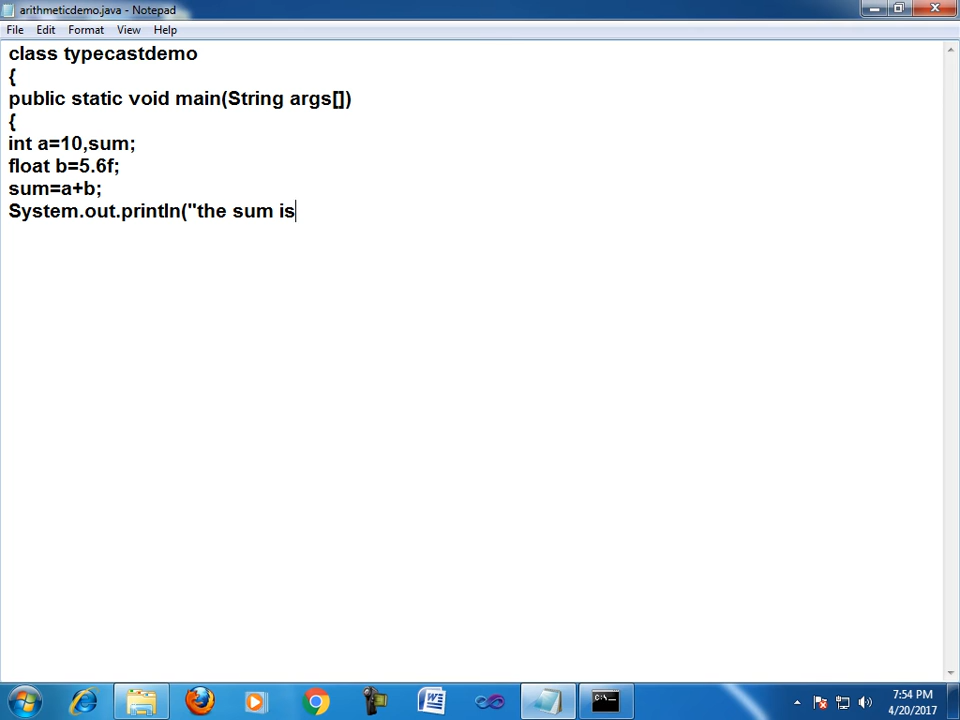 arithmeticdemo.java - Notepad
File Edit Format View Help
class typecastdemo
{
public static void main(String args[])
{
int a=10,sum;
float b=5.6f;
sum=a+b;
System.out.println("the sum is
7:54 PM
4/20/2017